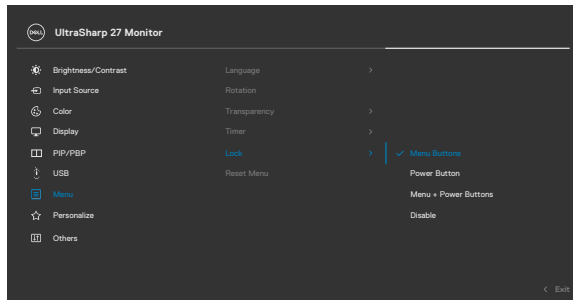 DELL
UltraSharp 27 Monitor
Brightness/Contrast
Input Source
Color
Display
PIP/PBP
USB
Menu
Personalize
Others
Language
Rotation
Transparency
Timer
Lock
Reset Menu
Menu Buttons
Power Button
Menu + Power Buttons
Disable
Exit